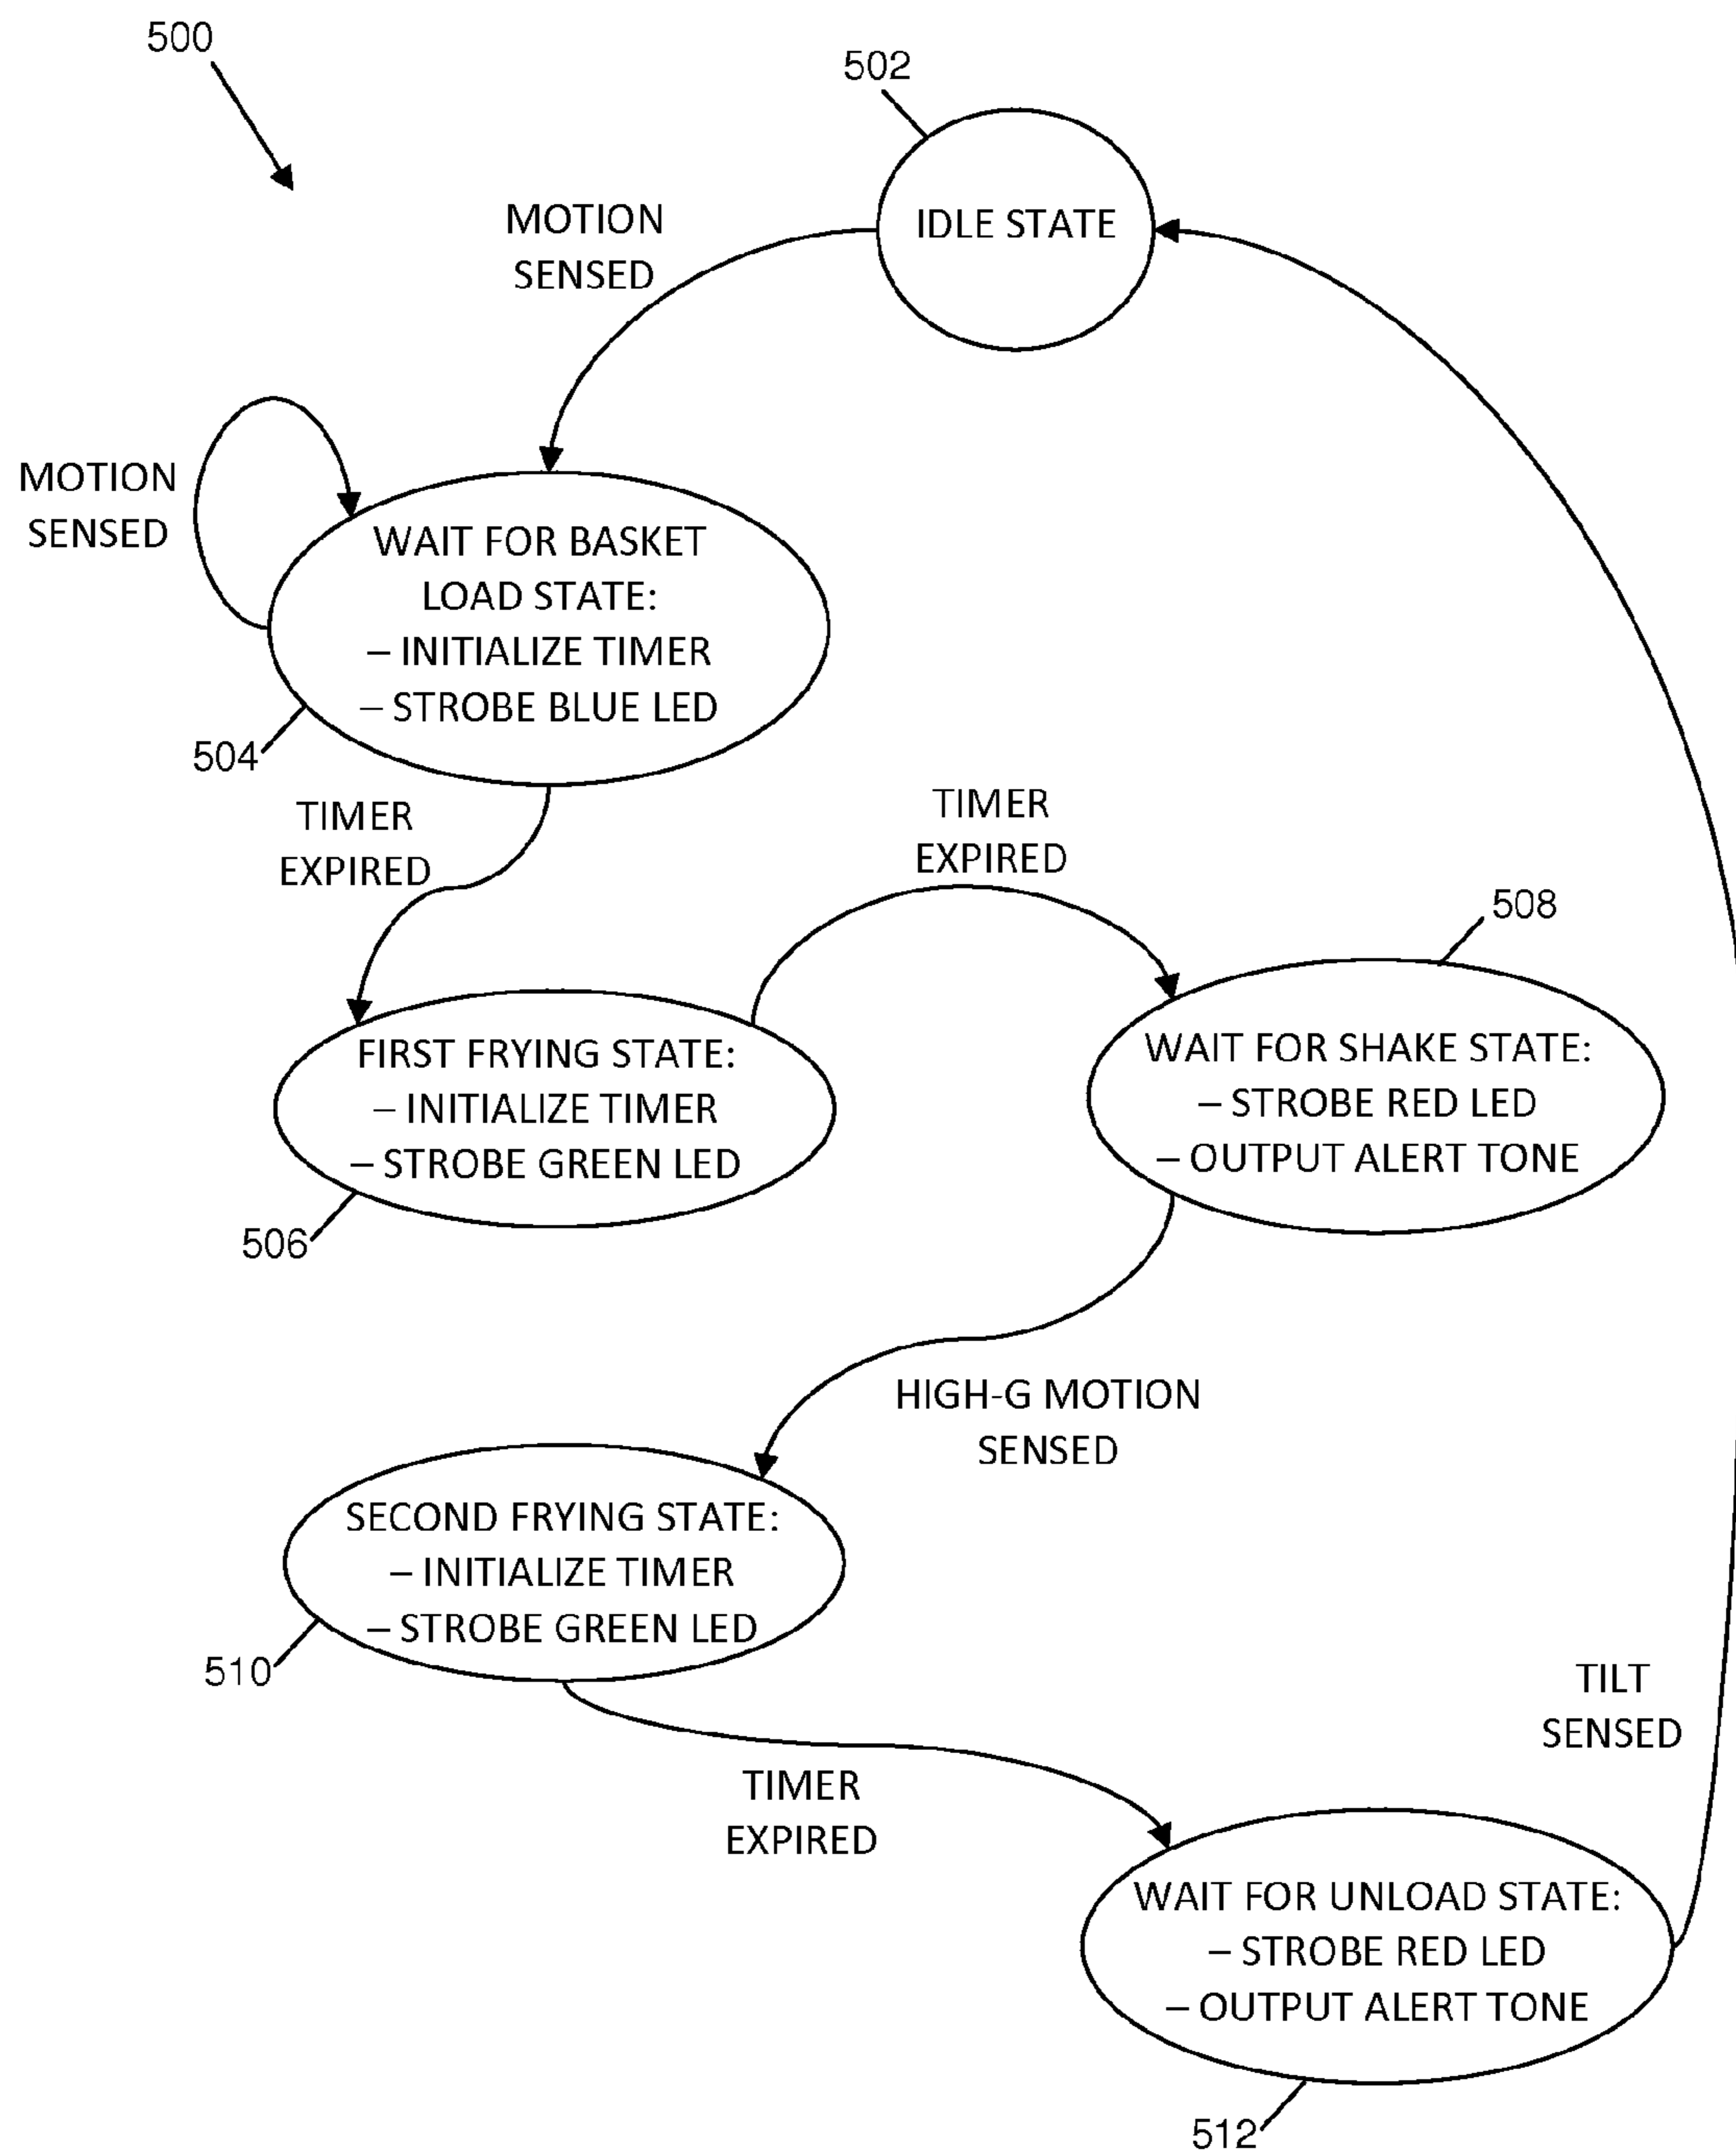 500
502
IDLE STATE
MOTION
SENSED
MOTION
SENSED
WAIT FOR BASKET
LOAD STATE:
– INITIALIZE TIMER
– STROBE BLUE LED
504
TIMER
EXPIRED
TIMER
EXPIRED
508
FIRST FRYING STATE:
– INITIALIZE TIMER
– STROBE GREEN LED
506
WAIT FOR SHAKE STATE:
– STROBE RED LED
– OUTPUT ALERT TONE
HIGH-G MOTION
SENSED
SECOND FRYING STATE:
– INITIALIZE TIMER
– STROBE GREEN LED
510
TILT
SENSED
TIMER
EXPIRED
WAIT FOR UNLOAD STATE:
– STROBE RED LED
– OUTPUT ALERT TONE
512